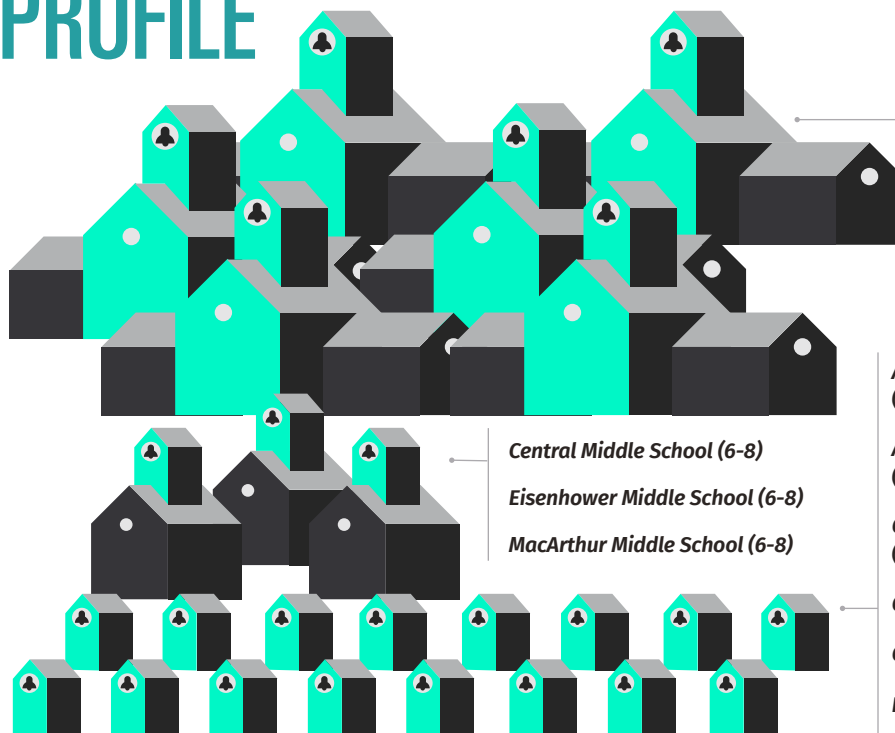 PROFILE
Central Middle School (6-8)
Eisenhower Middle School (6-8)
MacArthur Middle School (6-8)